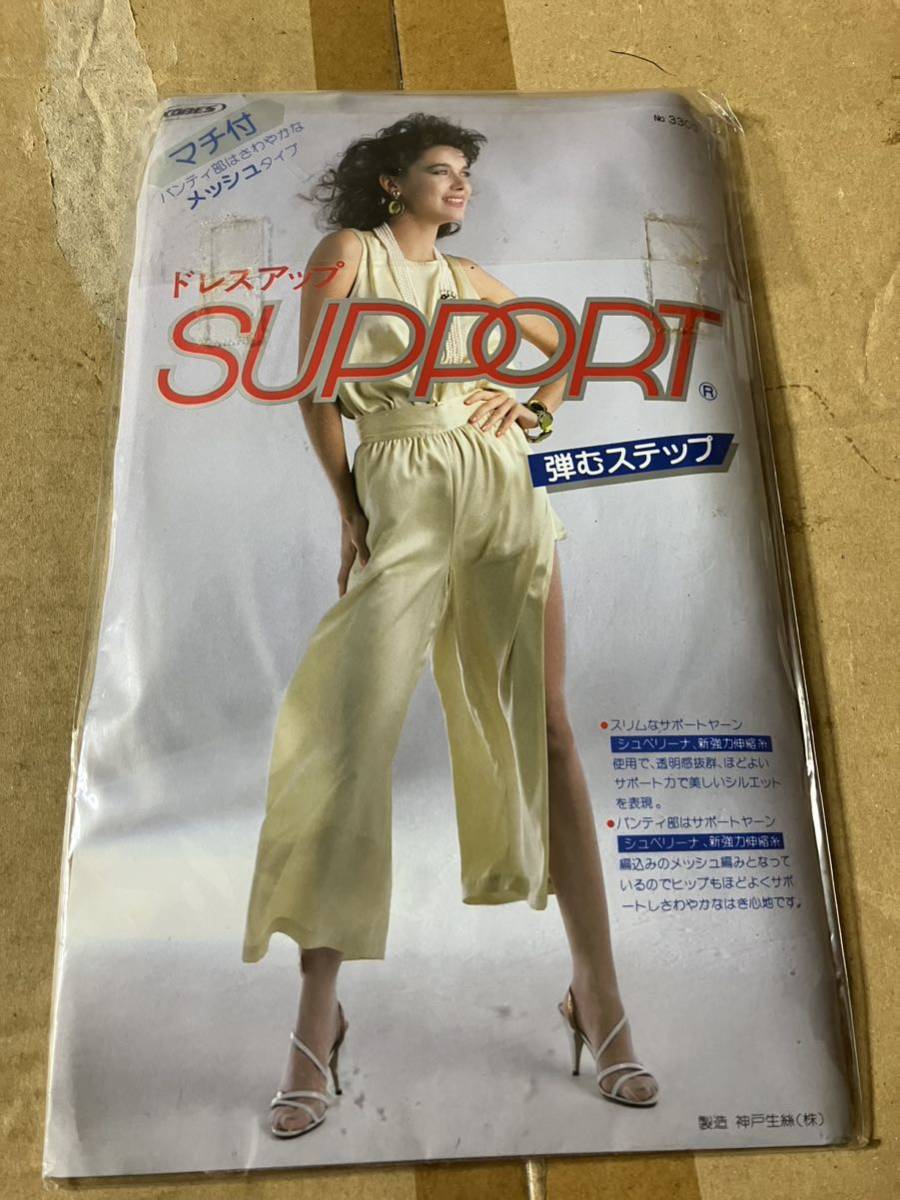 マチ付
パンティ部はさわやかな
メッシュタイプ
ドレスアップ
SUPPORT
®
弾むステップ
●スリムなサポートヤーン
シュペリーナ、新強力伸縮糸
使用で、透明感抜群、ほどよい
サポート力で美しいシルエット
を表現。
●パンティ部はサポートヤーン
シュペリーナ、新強力伸縮糸
編込みのメッシュ編みとなって
いるのでヒップもほどよくサポ
ートしさわやかなはき心地です。
製造 神戸生絲(株)